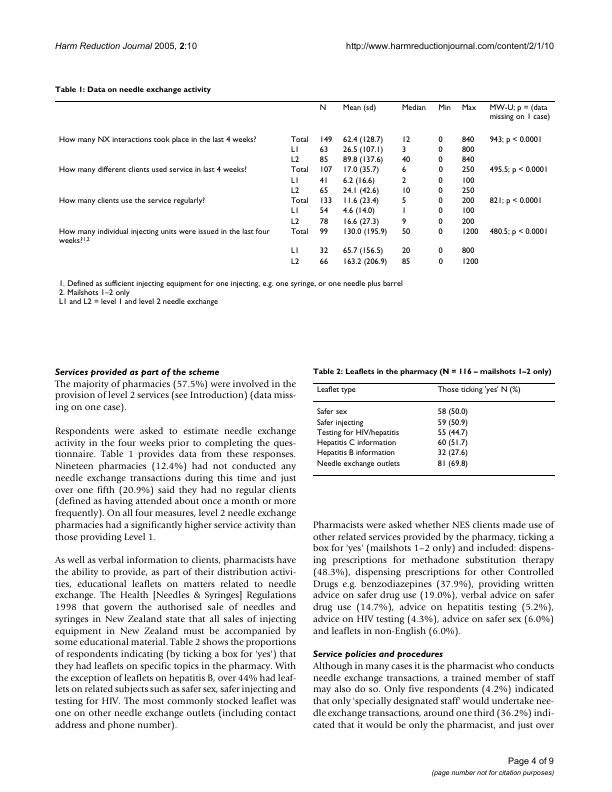 Harm Reduction Journal 2005, 2:10 http://www.harmreductionjournal.com/content/2/1/10
Table 1: Data on needle exchange activity
N Mean (sd) Median Min Max MW-U; p = (data
missing on 1 case)
How many NX interactions took place in the last 4 weeks? Total 149 62.4 (128.7) 12 0 840 943; p < 0.0001
L1 63 26.5 (107.1) 3 0 800
L2 85 89.8 (137.6) 40 0 840
How many different clients used service in last 4 weeks? Total 107 17.0 (35.7) 6 0 250 495.5; p < 0.0001
L1 41 6.2 (16.6) 2 0 100
L2 65 24.1 (42.6) 10 0 250
How many clients use the service regularly? Total 133 11.6 (23.4) 5 0 200 821; p < 0.0001
L1 54 4.6 (14.0) 1 0 100
L2 78 16.6 (27.3) 9 0 200
How many individual injecting units were issued in the last four Total 99 130.0 (195.9) 50 0 1200 480.5; p < 0.0001
weeks?1,2
L1 32 65.7 (156.5) 20 0 800
L2 66 163.2 (206.9) 85 0 1200
1. Defined as sufficient injecting equipment for one injecting, e.g. one syringe, or one needle plus barrel
2. Mailshots 1–2 only
L1 and L2 = level 1 and level 2 needle exchange
Services provided as part of the scheme
The majority of pharmacies (57.5%) were involved in the
provision of level 2 services (see Introduction) (data miss-
ing on one case).
Respondents were asked to estimate needle exchange
activity in the four weeks prior to completing the ques-
tionnaire. Table 1 provides data from these responses.
Nineteen pharmacies (12.4%) had not conducted any
needle exchange transactions during this time and just
over one fifth (20.9%) said they had no regular clients
(defined as having attended about once a month or more
frequently). On all four measures, level 2 needle exchange
pharmacies had a significantly higher service activity than
those providing Level 1.
As well as verbal information to clients, pharmacists have
the ability to provide, as part of their distribution activi-
ties, educational leaflets on matters related to needle
exchange. The Health [Needles & Syringes] Regulations
1998 that govern the authorised sale of needles and
syringes in New Zealand state that all sales of injecting
equipment in New Zealand must be accompanied by
some educational material. Table 2 shows the proportions
of respondents indicating (by ticking a box for 'yes') that
they had leaflets on specific topics in the pharmacy. With
the exception of leaflets on hepatitis B, over 44% had leaf-
lets on related subjects such as safer sex, safer injecting and
testing for HIV. The most commonly stocked leaflet was
one on other needle exchange outlets (including contact
address and phone number).
Table 2: Leaflets in the pharmacy (N = 116 – mailshots 1–2 only)
Leaflet type Those ticking 'yes' N (%)
Safer sex 58 (50.0)
Safer injecting 59 (50.9)
Testing for HIV/hepatitis 55 (44.7)
Hepatitis C information 60 (51.7)
Hepatitis B information 32 (27.6)
Needle exchange outlets 81 (69.8)
Pharmacists were asked whether NES clients made use of
other related services provided by the pharmacy, ticking a
box for 'yes' (mailshots 1–2 only) and included: dispens-
ing prescriptions for methadone substitution therapy
(48.3%), dispensing prescriptions for other Controlled
Drugs e.g. benzodiazepines (37.9%), providing written
advice on safer drug use (19.0%), verbal advice on safer
drug use (14.7%), advice on hepatitis testing (5.2%),
advice on HIV testing (4.3%), advice on safer sex (6.0%)
and leaflets in non-English (6.0%).
Service policies and procedures
Although in many cases it is the pharmacist who conducts
needle exchange transactions, a trained member of staff
may also do so. Only five respondents (4.2%) indicated
that only 'specially designated staff' would undertake nee-
dle exchange transactions, around one third (36.2%) indi-
cated that it would be only the pharmacist, and just over
Page 4 of 9
(page number not for citation purposes)